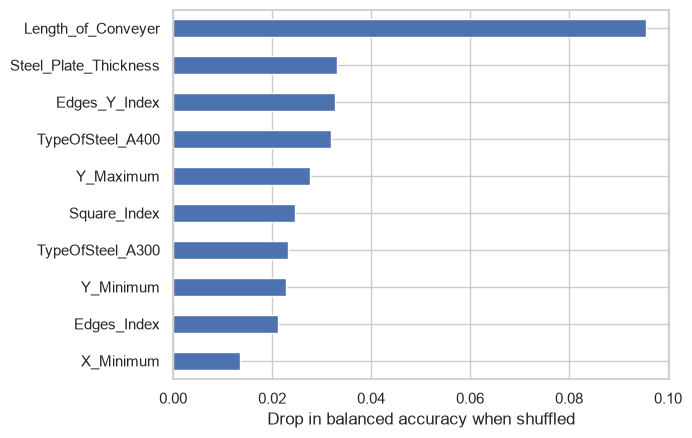 Length_of_Conveyer
Steel_Plate_Thickness
Edges_Y_Index
TypeOfSteel_A400
Y_Maximum
Square_Index
TypeOfSteel_A300
Y_Minimum
Edges_Index
X_Minimum
0.00 0.02 0.04 0.06 0.08 0.10
Drop in balanced accuracy when shuffled